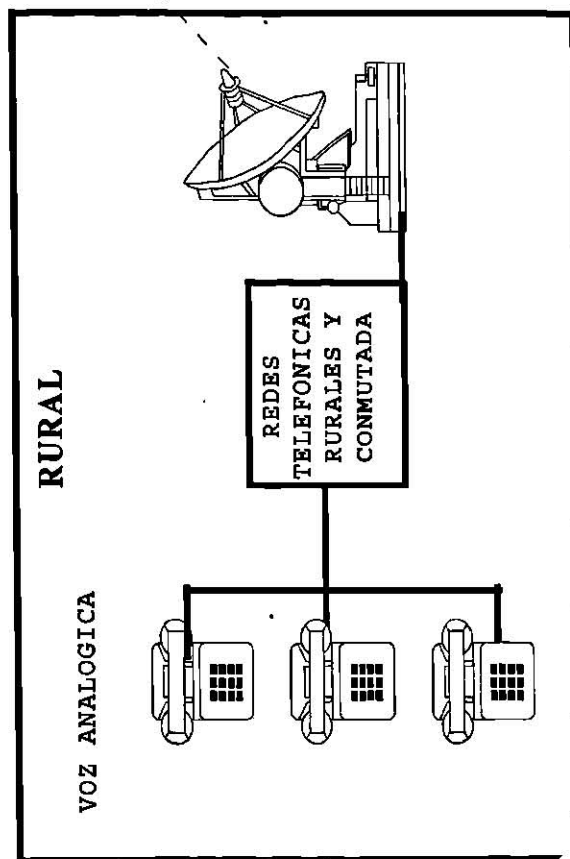 RURAL
VOZ ANALOGICA
REDES
TELEFONICAS
RURALES Y
CONMUTADA